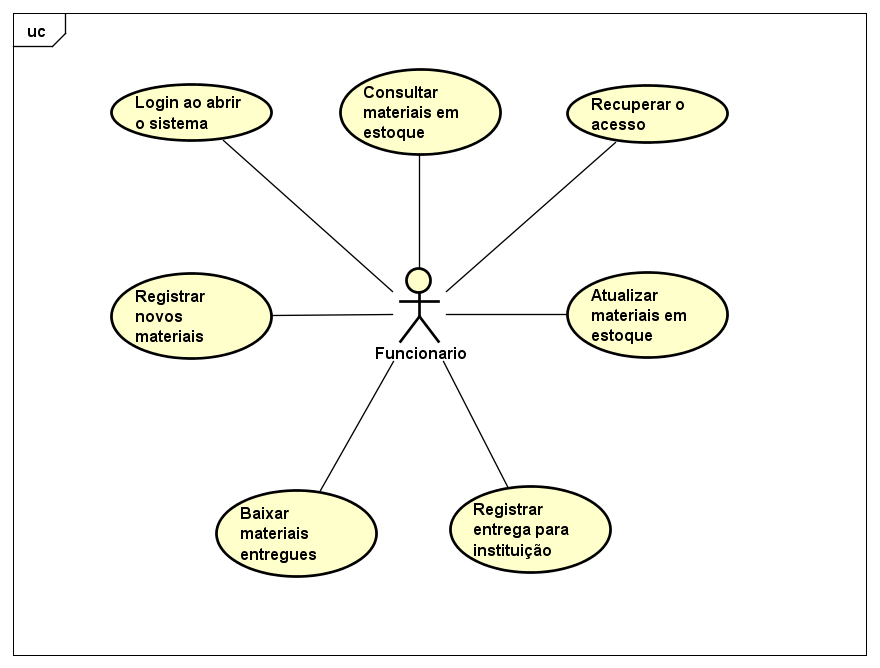 uc
Login ao abrir
o sistema
Consultar
materiais em
estoque
Recuperar o
acesso
Registrar
novos
materiais
Atualizar
materiais em
estoque
Funcionario
Baixar
materiais
entregues
Registrar
entrega para
instituição